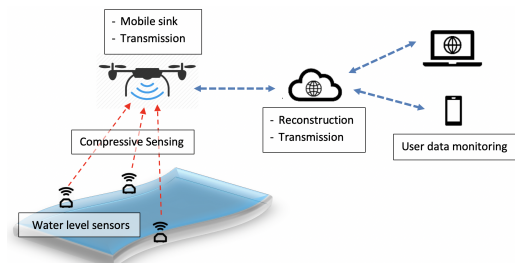 - Mobile sink
- Transmission
- Reconstruction
- Transmission
Compressive Sensing
User data monitoring
Water level sensors